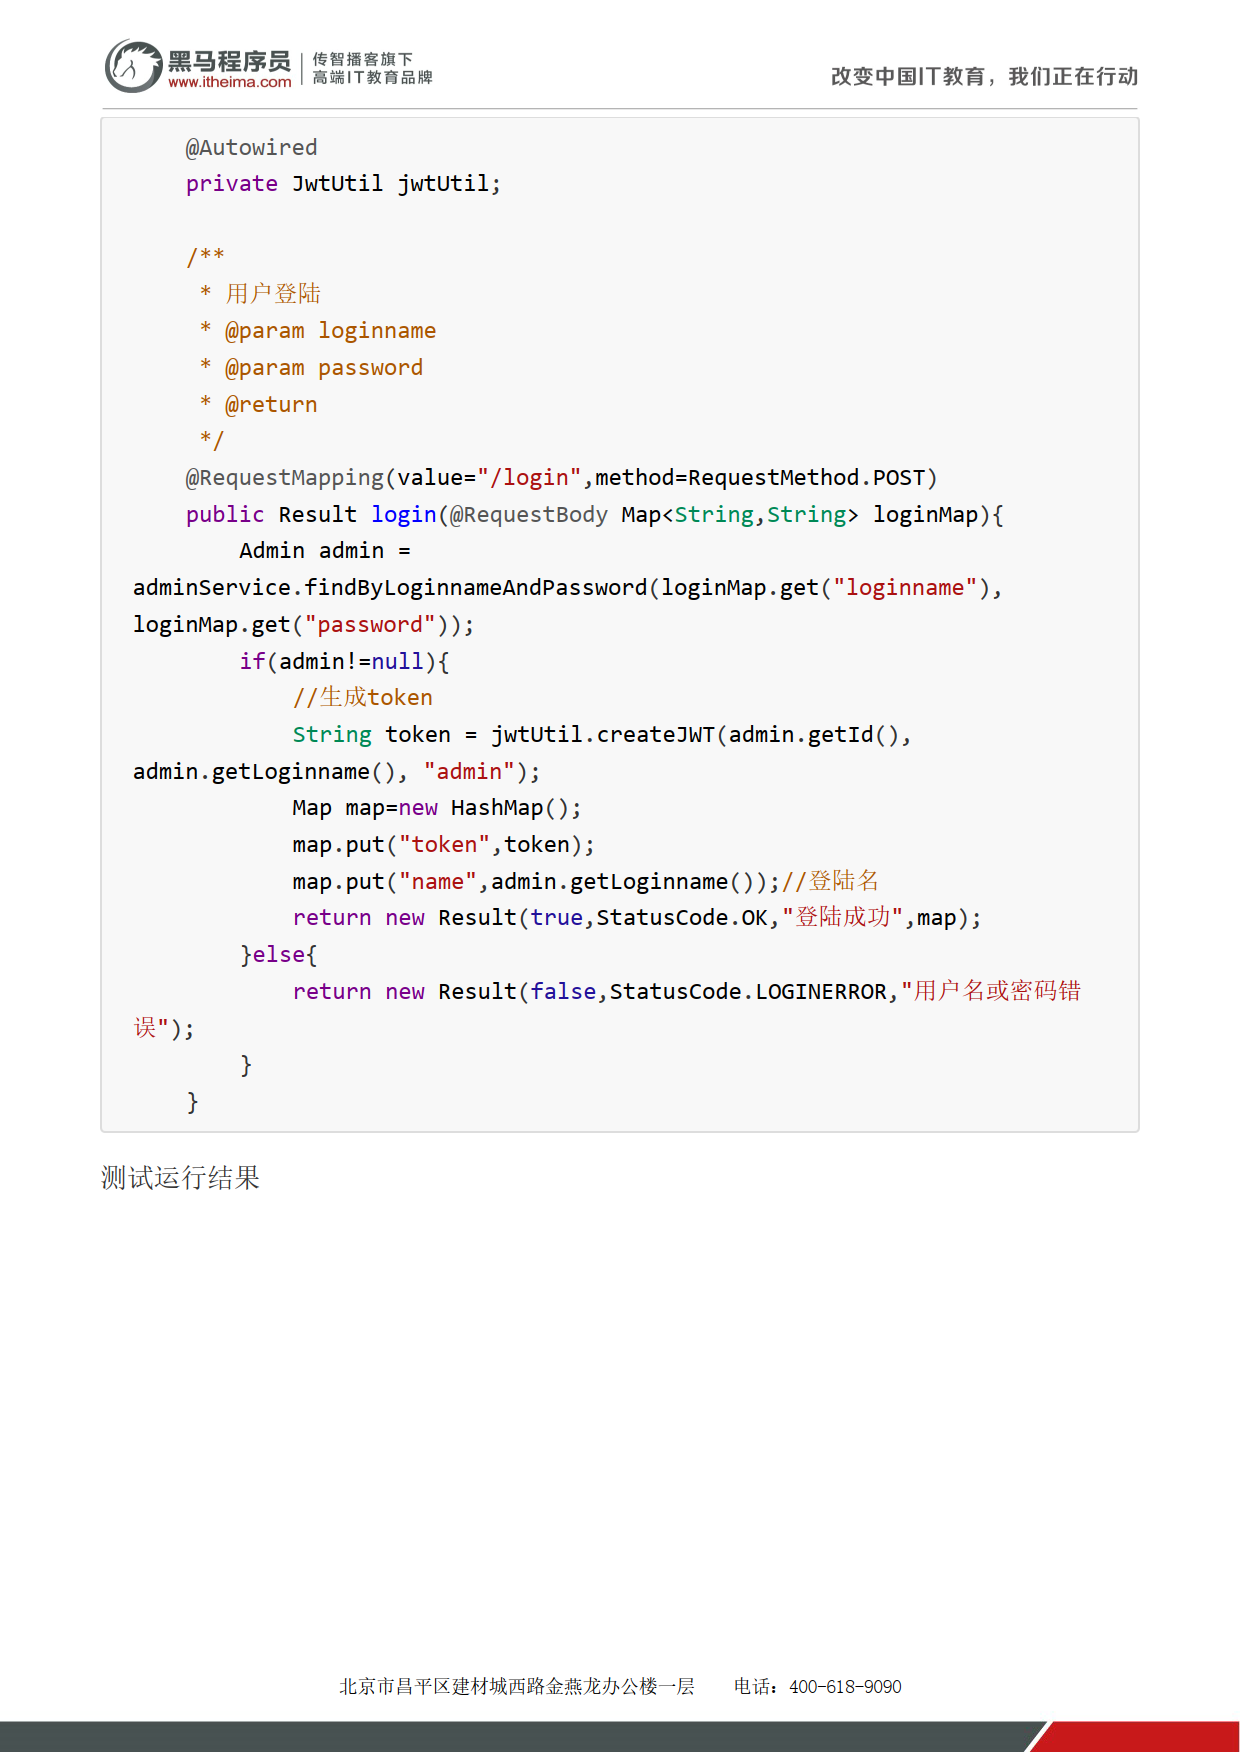 黑马程序员
www.itheima.com
传智播客旗下
高端IT教育品牌
改变中国IT教育，我们正在行动
@Autowired
private JwtUtil jwtUtil;
/**
* 用户登陆
* @param loginname
* @param password
* @return
*/
@RequestMapping(value="/login",method=RequestMethod.POST)
public Result login(@RequestBody Map<String,String> loginMap){
Admin admin =
adminService.findByLoginnameAndPassword(loginMap.get("loginname"),
loginMap.get("password"));
if(admin!=null){
//生成token
String token = jwtUtil.createJWT(admin.getId(),
admin.getLoginname(), "admin");
Map map=new HashMap();
map.put("token",token);
map.put("name",admin.getLoginname());//登陆名
return new Result(true,StatusCode.OK,"登陆成功",map);
}else{
return new Result(false,StatusCode.LOGINERROR,"用户名或密码错
误");
}
}
测试运行结果
北京市昌平区建材城西路金燕龙办公楼一层 电话：400-618-9090